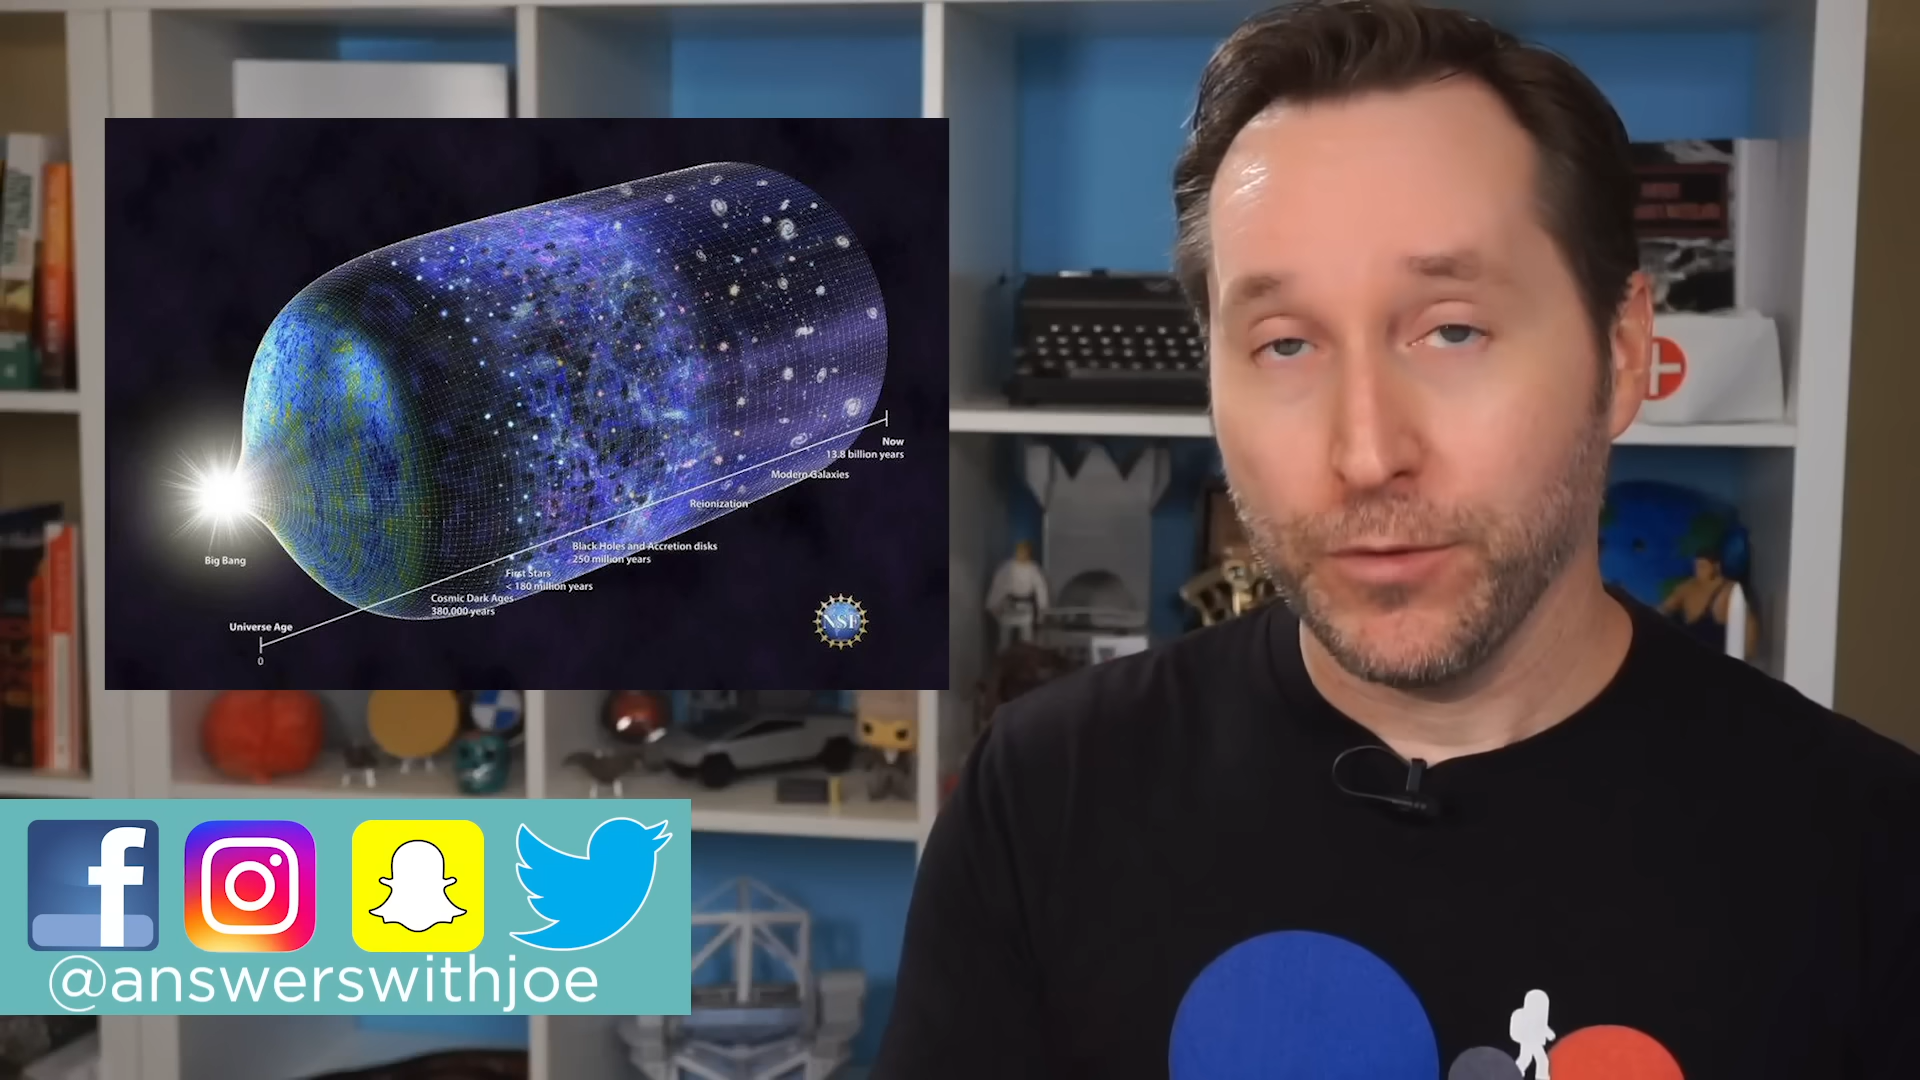 Now
13.8 billion years
Modern Galaxies
Reionization
Black Holes and Accretion disks
250 million years
Big Bang
First Stars
< 180 million years
Cosmic Dark Ages
380,000 years
Universe Age
0
NSF
@answerswithjoe